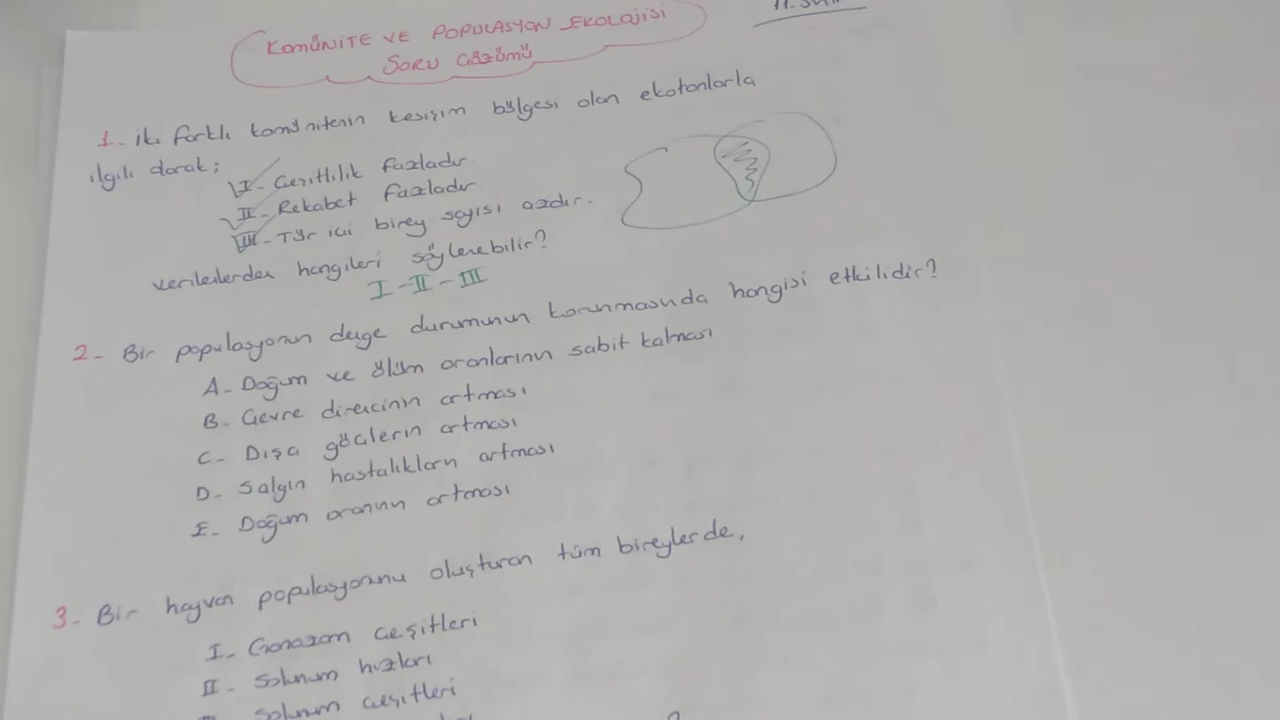 KOMÜNİTE VE POPULASYON EKOLOJİSİ
SORU ÇÖZÜMÜ
1- İki farklı komünitenin kesişim bölgesi olan ekotonlarla
ilgili olarak;
I- Çeşitlilik fazladır.
II- Rekabet fazladır
III- Tür içi birey sayısı azdır.
verilenlerden hangileri söylenebilir?
I-II-III
2- Bir populasyonun denge durumunun korunmasında hangisi etkilidir?
A- Doğum ve ölüm oranlarının sabit kalması
B- Çevre direncinin artması
C- Dışa göçlerin artması
D- Salgın hastalıkların artması
E- Doğum oranının artması
3- Bir hayvan populasyonunu oluşturan tüm bireylerde,
I- Gonozom çeşitleri
II- Solunum hızları
Solunum çeşitleri